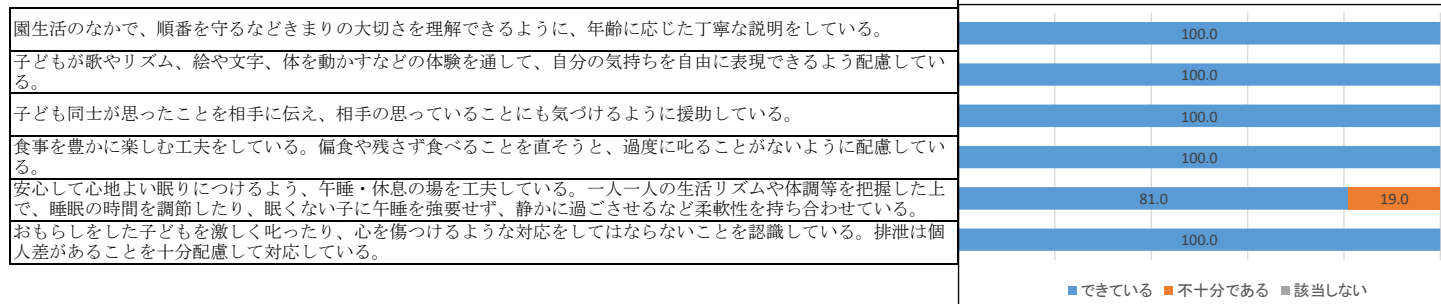 園生活のなかで、順番を守るなどきまりの大切さを理解できるように、年齢に応じた丁寧な説明をしている。
100.0
子どもが歌やリズム、絵や文字、体を動かすなどの体験を通して、自分の気持ちを自由に表現できるよう配慮してい
る。
100.0
子ども同士が思ったことを相手に伝え、相手の思っていることにも気づけるように援助している。
100.0
食事を豊かに楽しむ工夫をしている。偏食や残さず食べることを直そうと、過度に叱ることがないように配慮してい
る。
100.0
安心して心地よい眠りにつけるよう、午睡・休息の場を工夫している。一人一人の生活リズムや体調等を把握した上
で、睡眠の時間を調節したり、眠くない子に午睡を強要せず、静かに過ごさせるなど柔軟性を持ち合わせている。
81.0 19.0
おもらしをした子どもを激しく叱ったり、心を傷つけるような対応をしてはならないことを認識している。排泄は個
人差があることを十分配慮して対応している。
100.0
できている 不十分である 該当しない